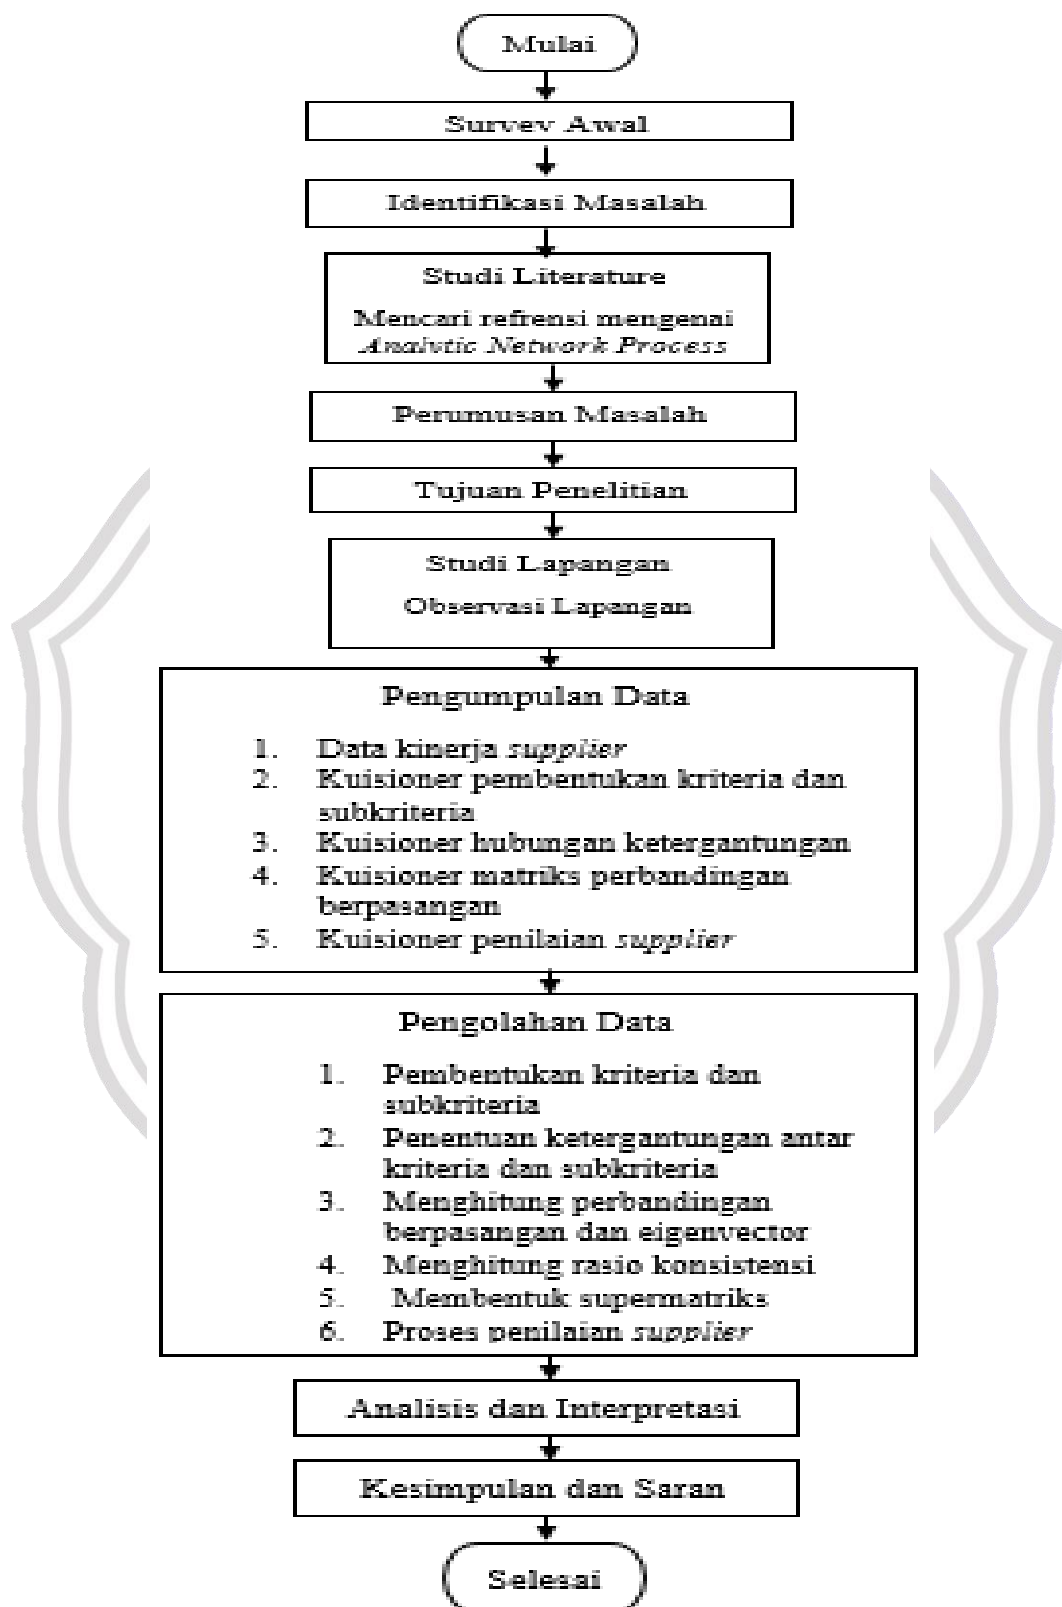 Mulai
Survey Awal
Identifikasi Masalah
Studi Literature
Mencari refrensi mengenai
Analytic Network Process
Perumusan Masalah
Tujuan Penelitian
Studi Lapangan
Observasi Lapangan
Pengumpulan Data
1. Data kinerja supplier
2. Kuisioner pembentukan kriteria dan
subkriteria
3. Kuisioner hubungan ketergantungan
4. Kuisioner matriks perbandingan
berpasangan
5. Kuisioner penilaian supplier
Pengolahan Data
1. Pembentukan kriteria dan
subkriteria
2. Penentuan ketergantungan antar
kriteria dan subkriteria
3. Menghitung perbandingan
berpasangan dan eigenvector
4. Menghitung rasio konsistensi
5. Membentuk supermatriks
6. Proses penilaian supplier
Analisis dan Interpretasi
Kesimpulan dan Saran
Selesai